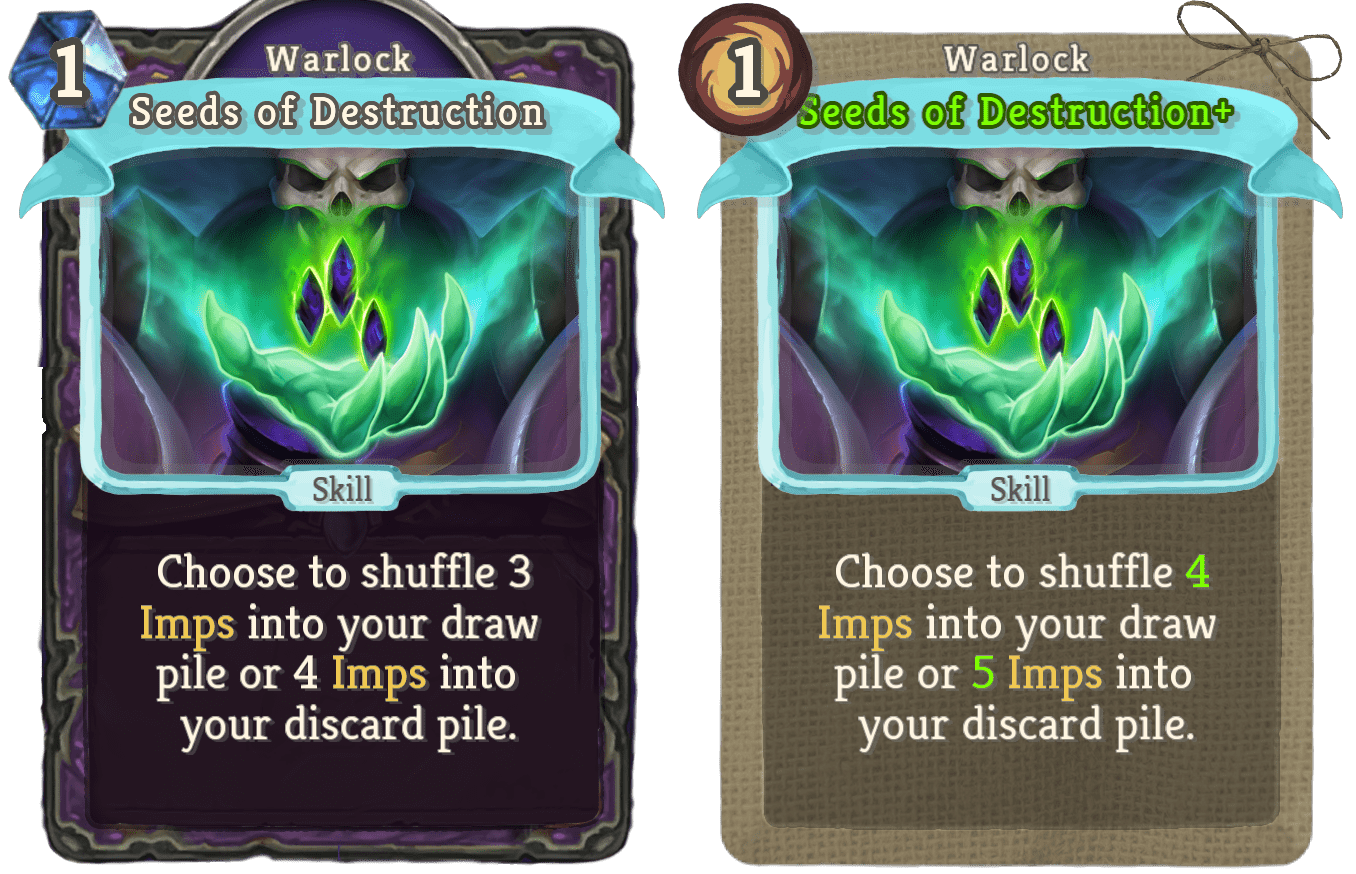 1
Warlock
Seeds of Destruction
Skill
Choose to shuffle 3
Imps into your draw
pile or 4 Imps into
your discard pile.
1
Warlock
Seeds of Destruction+
Skill
Choose to shuffle 4
Imps into your draw
pile or 5 Imps into
your discard pile.